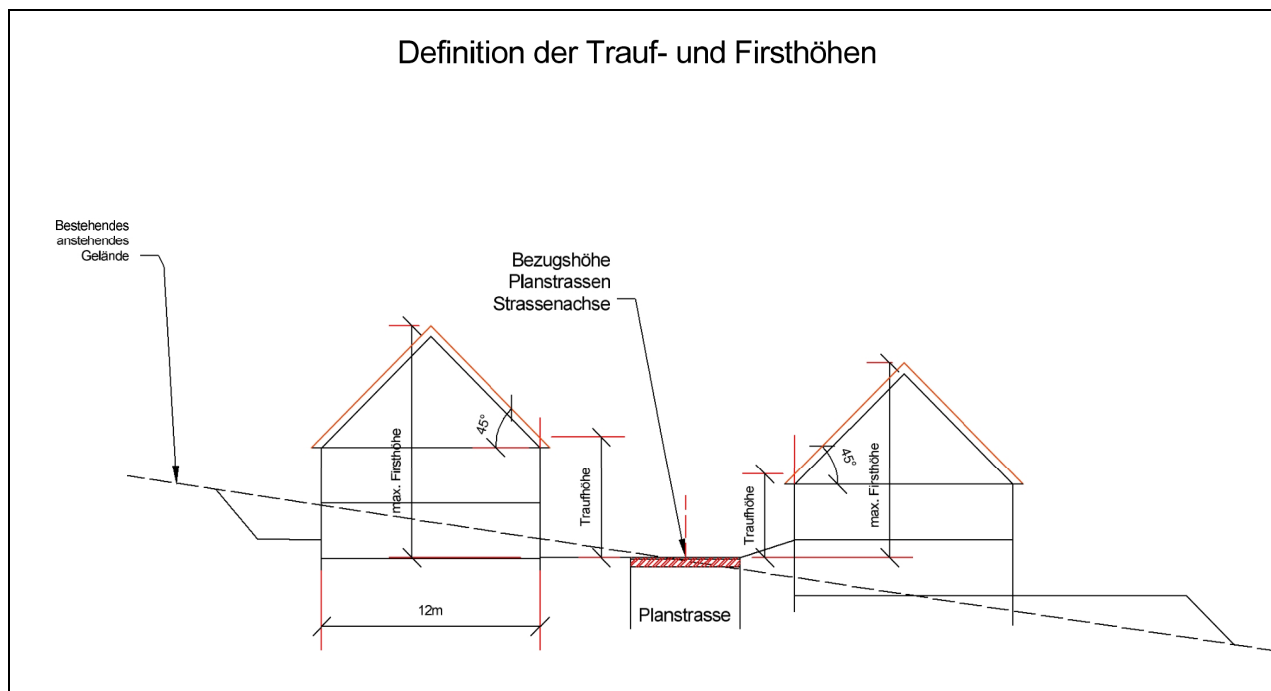 Definition der Trauf- und Firsthöhen
Bestehendes
anstehendes
Gelände
Bezugshöhe
Planstrassen
Strassenachse
45°
max. Firsthöhe
Traufhöhe
12m
Planstrasse
Traufhöhe
45°
max. Firsthöhe